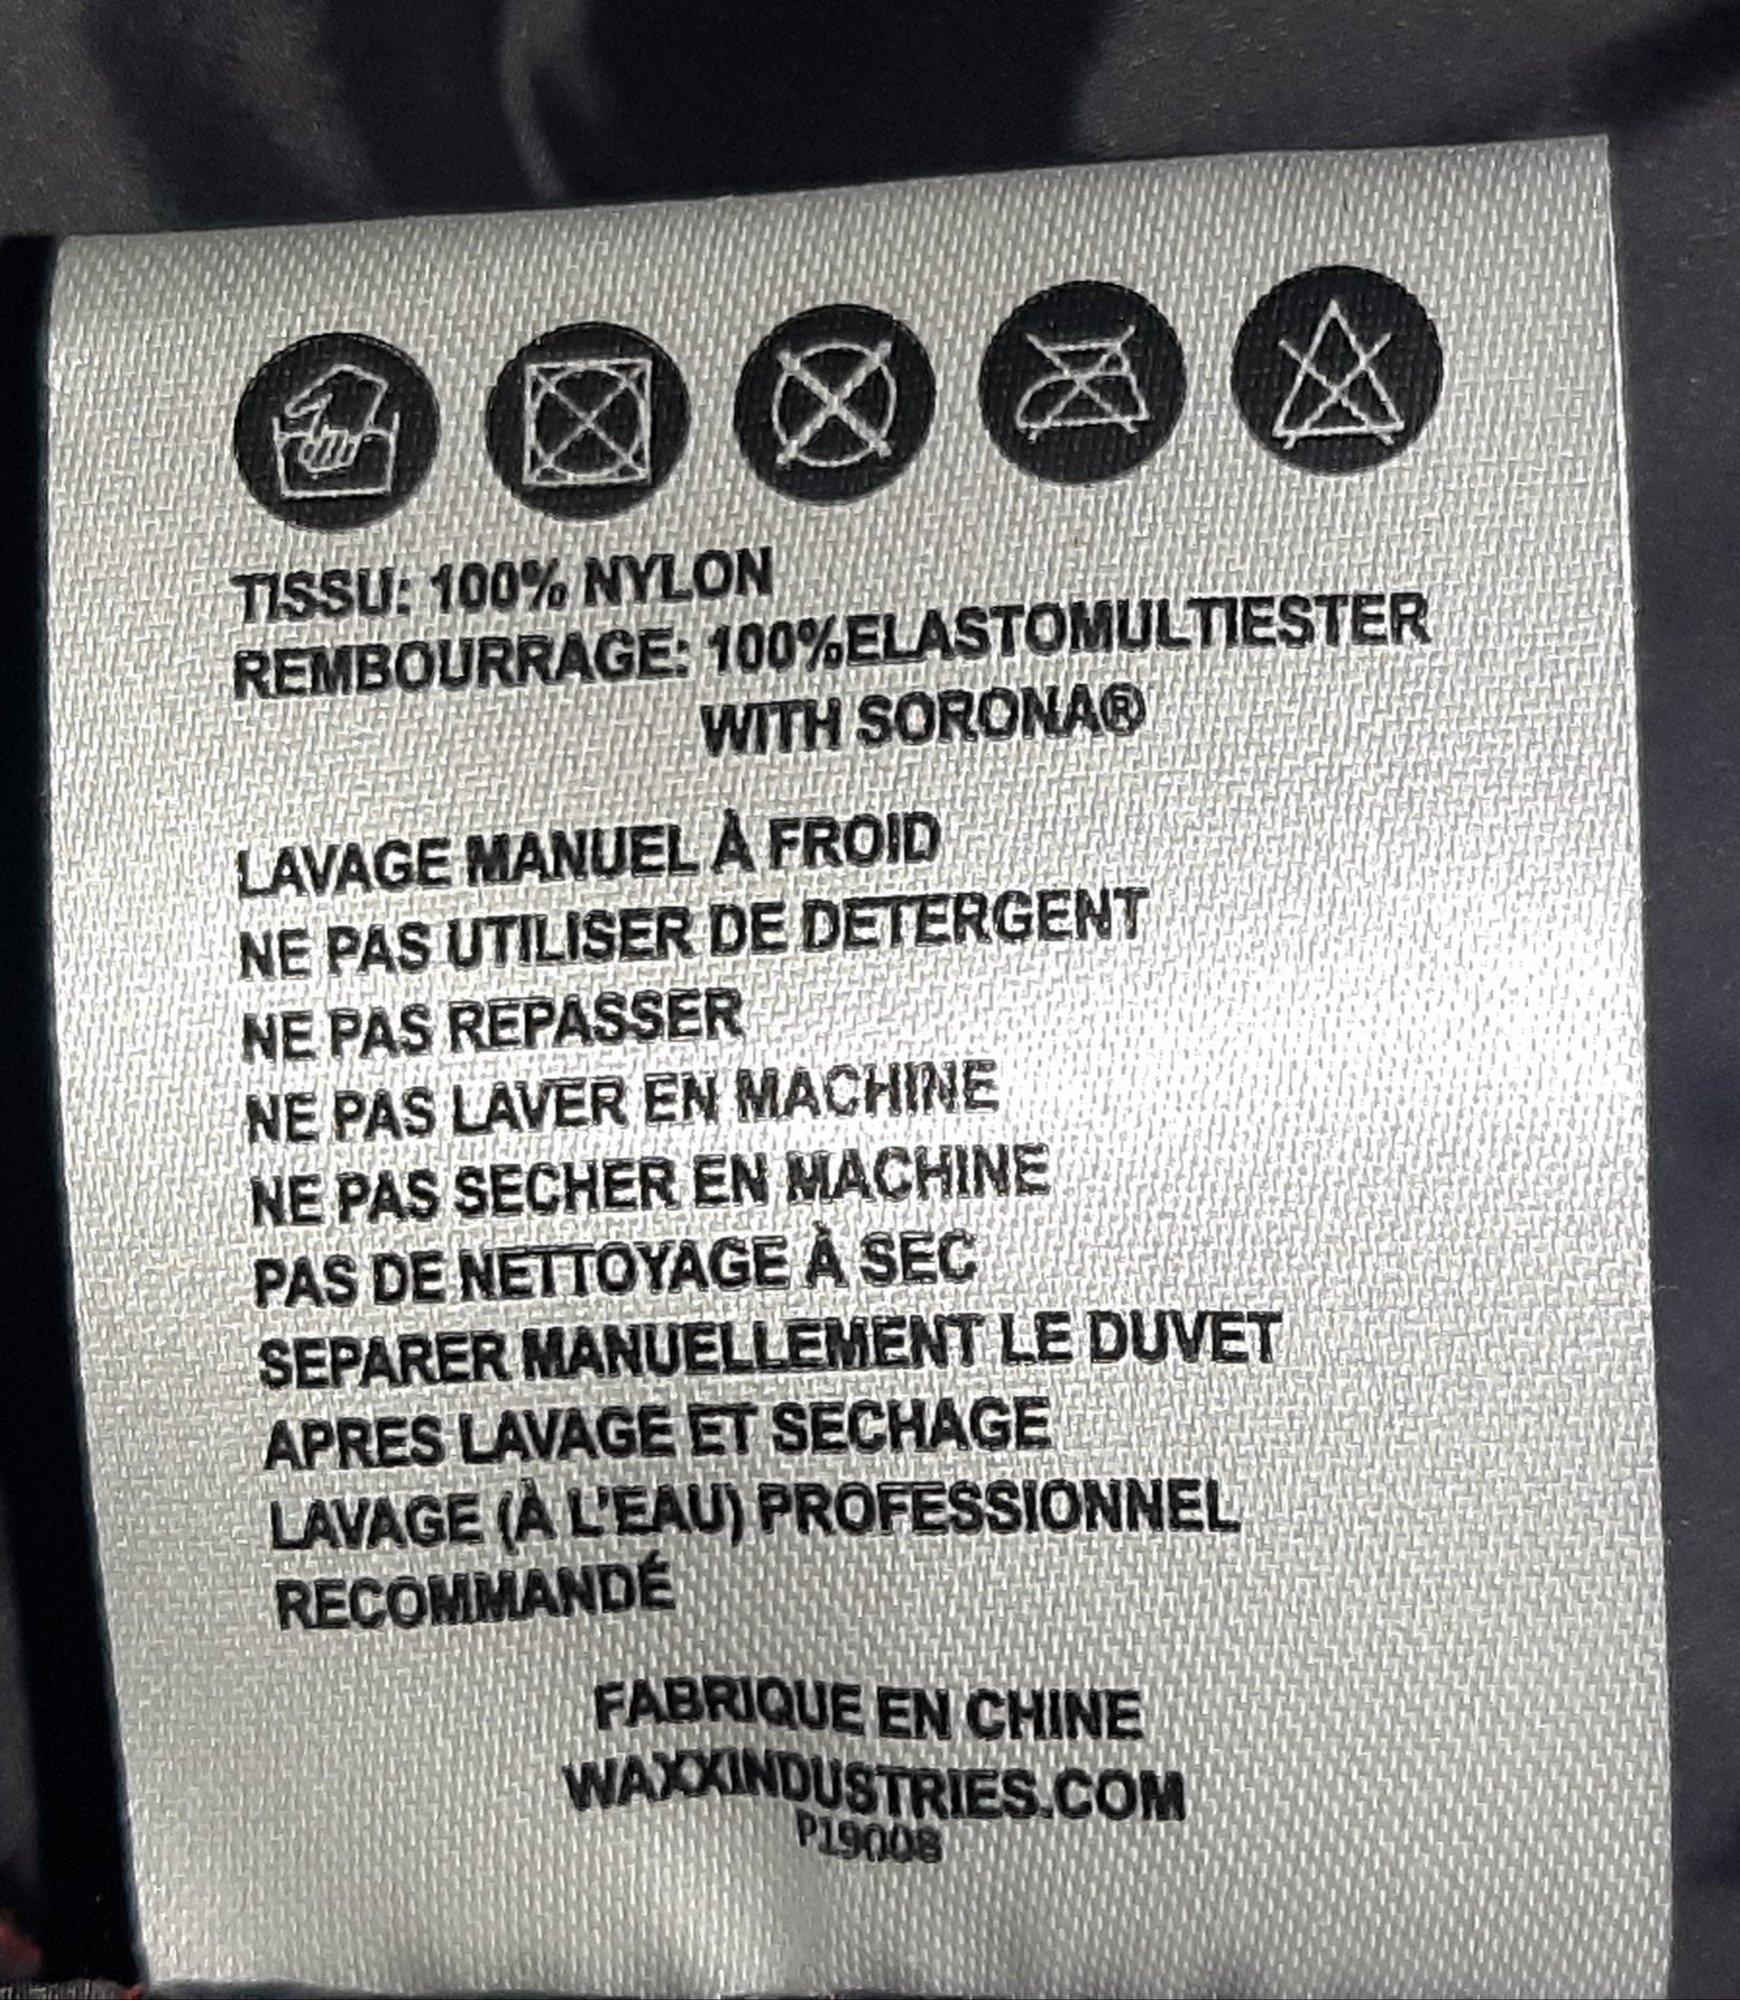 TISSU: 100% NYLON
REMBOURRAGE: 100%ELASTOMULTIESTER
WITH SORONA®
LAVAGE MANUEL À FROID
NE PAS UTILISER DE DETERGENT
NE PAS REPASSER
NE PAS LAVER EN MACHINE
NE PAS SECHER EN MACHINE
PAS DE NETTOYAGE À SEC
SEPARER MANUELLEMENT LE DUVET
APRES LAVAGE ET SECHAGE
LAVAGE (À L'EAU) PROFESSIONNEL
RECOMMANDÉ
FABRIQUE EN CHINE
WAXXINDUSTRIES.COM
P19008